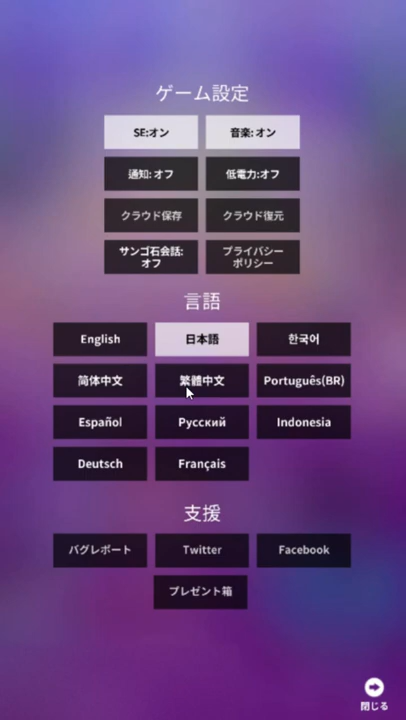 ゲーム設定
SE:オン
音楽: オン
通知: オフ
低電力:オフ
クラウド保存
クラウド復元
サンゴ石会話:
オフ
プライバシー
ポリシー
言語
English
日本語
한국어
简体中文
繁體中文
Português(BR)
Español
Русский
Indonesia
Deutsch
Français
支援
バグレポート
Twitter
Facebook
プレゼント箱
閉じる